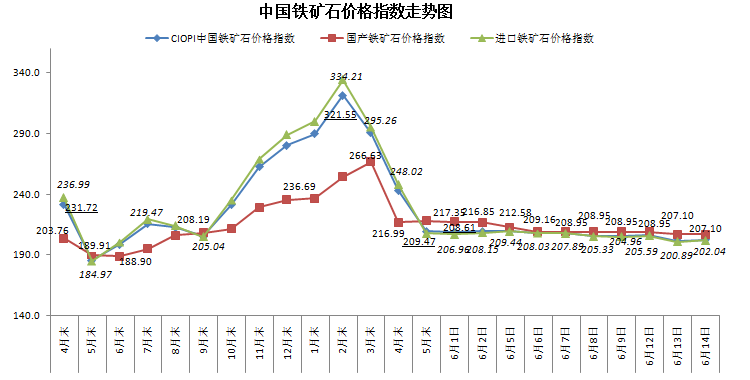 中国铁矿石价格指数走势图
CIOPI中国铁矿石价格指数 国产铁矿石价格指数 进口铁矿石价格指数
340.0
290.0
240.0
190.0
140.0
236.99
231.72
203.76
189.91
184.97
188.90
219.47
208.19
205.04
236.69
334.21
321.55
295.26
266.63
248.02
216.99
209.47
217.35
208.61
206.96
216.85
208.15
212.58
209.44
209.16
208.03
208.95
207.89
208.95
205.33
208.95
204.96
208.95
205.59
207.10
200.89
207.10
202.04
4月末
5月末
6月末
7月末
8月末
9月末
10月末
11月末
12月末
1月末
2月末
3月末
4月末
5月末
6月1日
6月2日
6月5日
6月6日
6月7日
6月8日
6月9日
6月12日
6月13日
6月14日